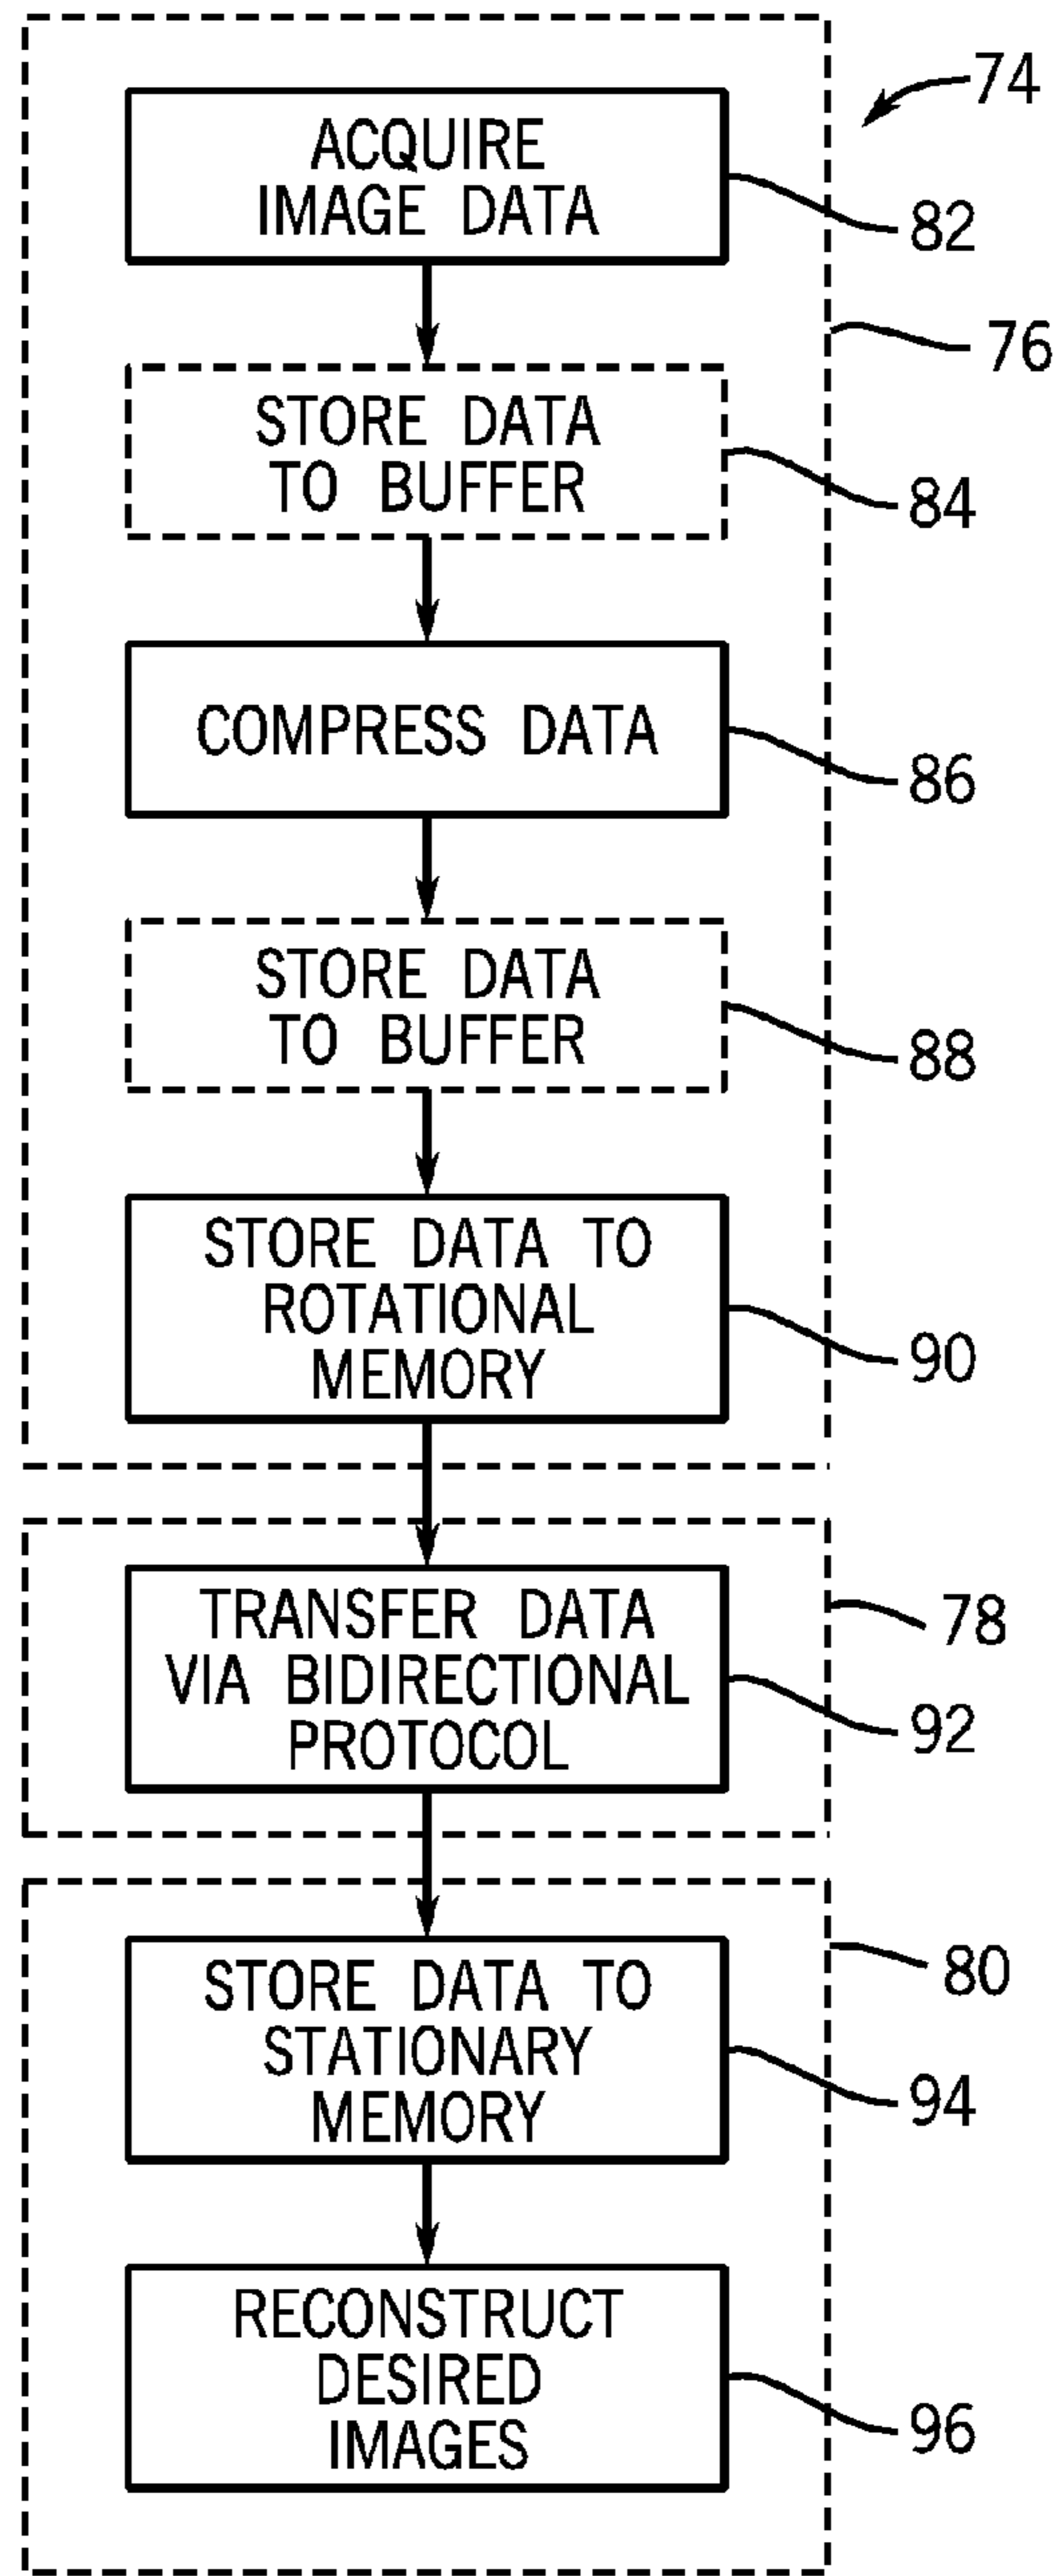 74
ACQUIRE
IMAGE DATA
82
76
STORE DATA
TO BUFFER
84
COMPRESS DATA
86
STORE DATA
TO BUFFER
88
STORE DATA TO
ROTATIONAL
MEMORY
90
TRANSFER DATA
VIA BIDIRECTIONAL
PROTOCOL
78
92
STORE DATA TO
STATIONARY
MEMORY
80
94
RECONSTRUCT
DESIRED
IMAGES
96